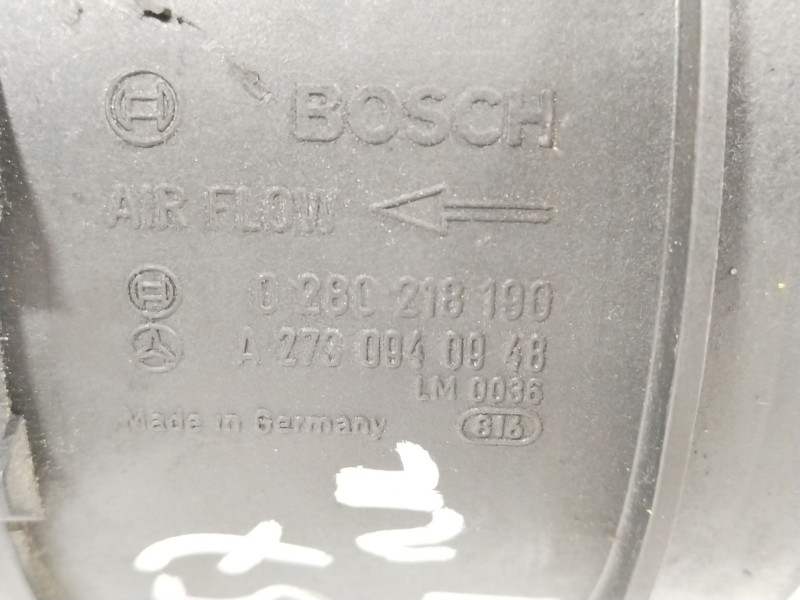 BOSCH
AIR FLOW
0 280 218 190
A 273 094 09 48
LM 0036
Made in Germany 816